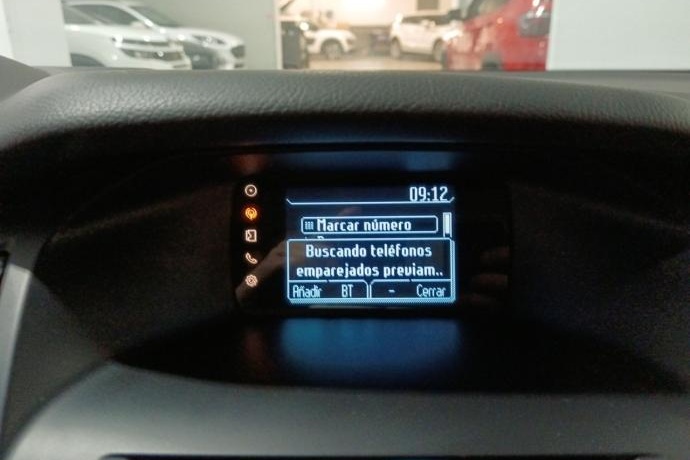 09:12
Marcar número
Buscando teléfonos
emparejados previam..
Añadir BT - Cerrar